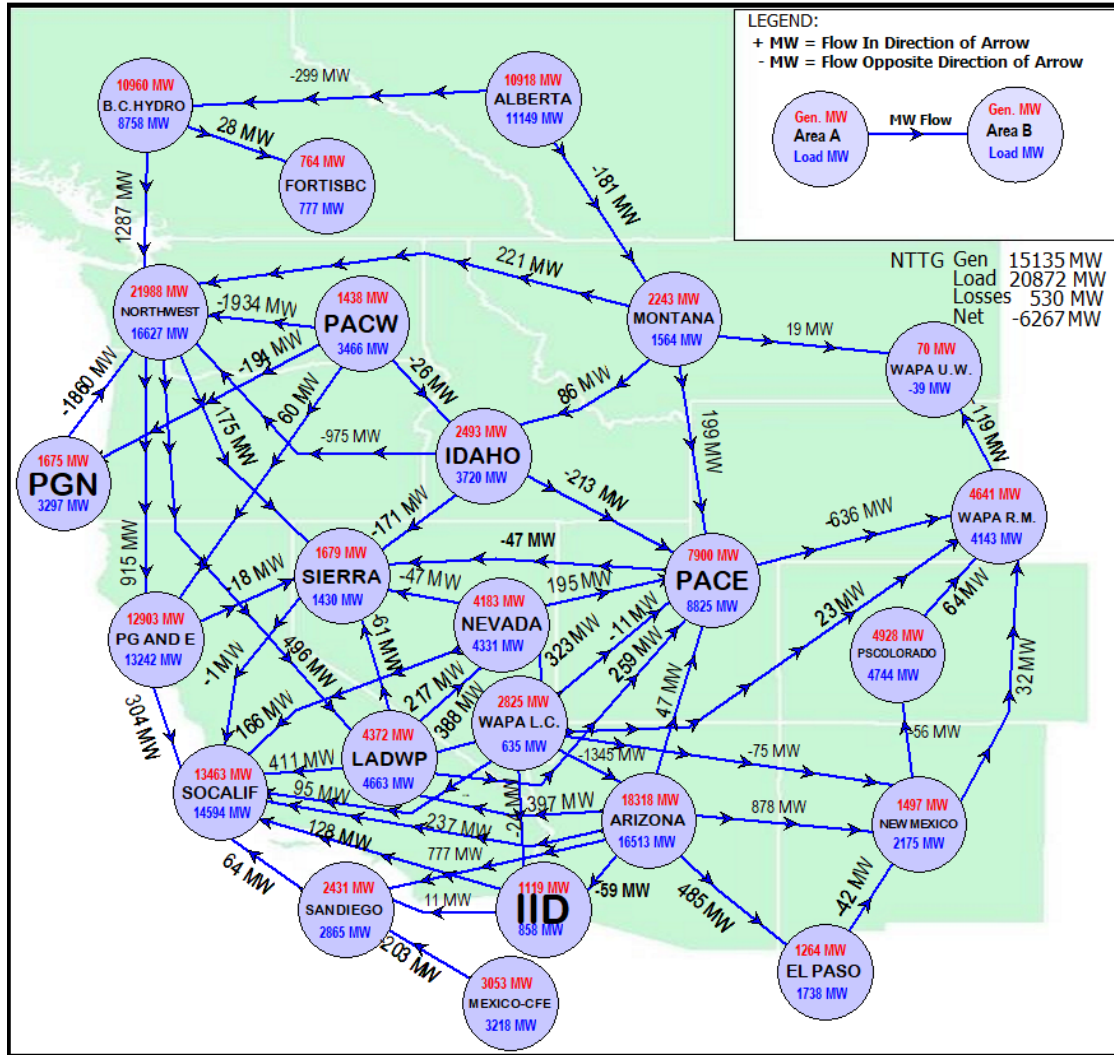 LEGEND:
+ MW = Flow In Direction of Arrow
- MW = Flow Opposite Direction of Arrow
Gen. MW
Area A
Load MW
MW Flow
Gen. MW
Area B
Load MW
NTTG Gen 15135 MW
Load 20872 MW
Losses 530 MW
Net -6267 MW
10960 MW
B.C.HYDRO
8758 MW
-299 MW
10918 MW
ALBERTA
11149 MW
28 MW
764 MW
FORTISBC
777 MW
1287 MW
-181 MW
221 MW
21988 MW
NORTHWEST
16627 MW
-1934 MW
1438 MW
PACW
3466 MW
2243 MW
MONTANA
1564 MW
19 MW
70 MW
WAPA U.W.
-39 MW
-194 MW
-1860 MW
60 MW
-26 MW
86 MW
199 MW
-119 MW
175 MW
-975 MW
2493 MW
IDAHO
3720 MW
1675 MW
PGN
3297 MW
-213 MW
-171 MW
4641 MW
WAPA R.M.
4143 MW
-636 MW
915 MW
-18 MW
1679 MW
SIERRA
1430 MW
-47 MW
-47 MW
195 MW
7900 MW
PACE
8825 MW
4183 MW
NEVADA
4331 MW
12903 MW
PG AND E
13242 MW
-1 MW
496 MW
-61 MW
217 MW
388 MW
323 MW
-11 MW
259 MW
47 MW
23 MW
64 MW
4928 MW
PSCOLORADO
4744 MW
32 MW
304 MW
166 MW
2825 MW
WAPA L.C.
635 MW
-56 MW
-75 MW
-1345 MW
4372 MW
LADWP
4663 MW
411 MW
95 MW
13463 MW
SOCALIF
14594 MW
397 MW
237 MW
128 MW
18318 MW
ARIZONA
16513 MW
878 MW
1497 MW
NEW MEXICO
2175 MW
777 MW
64 MW
-59 MW
485 MW
-42 MW
2431 MW
SANDIEGO
2865 MW
11 MW
1119 MW
IID
858 MW
-203 MW
3053 MW
MEXICO-CFE
3218 MW
1264 MW
EL PASO
1738 MW